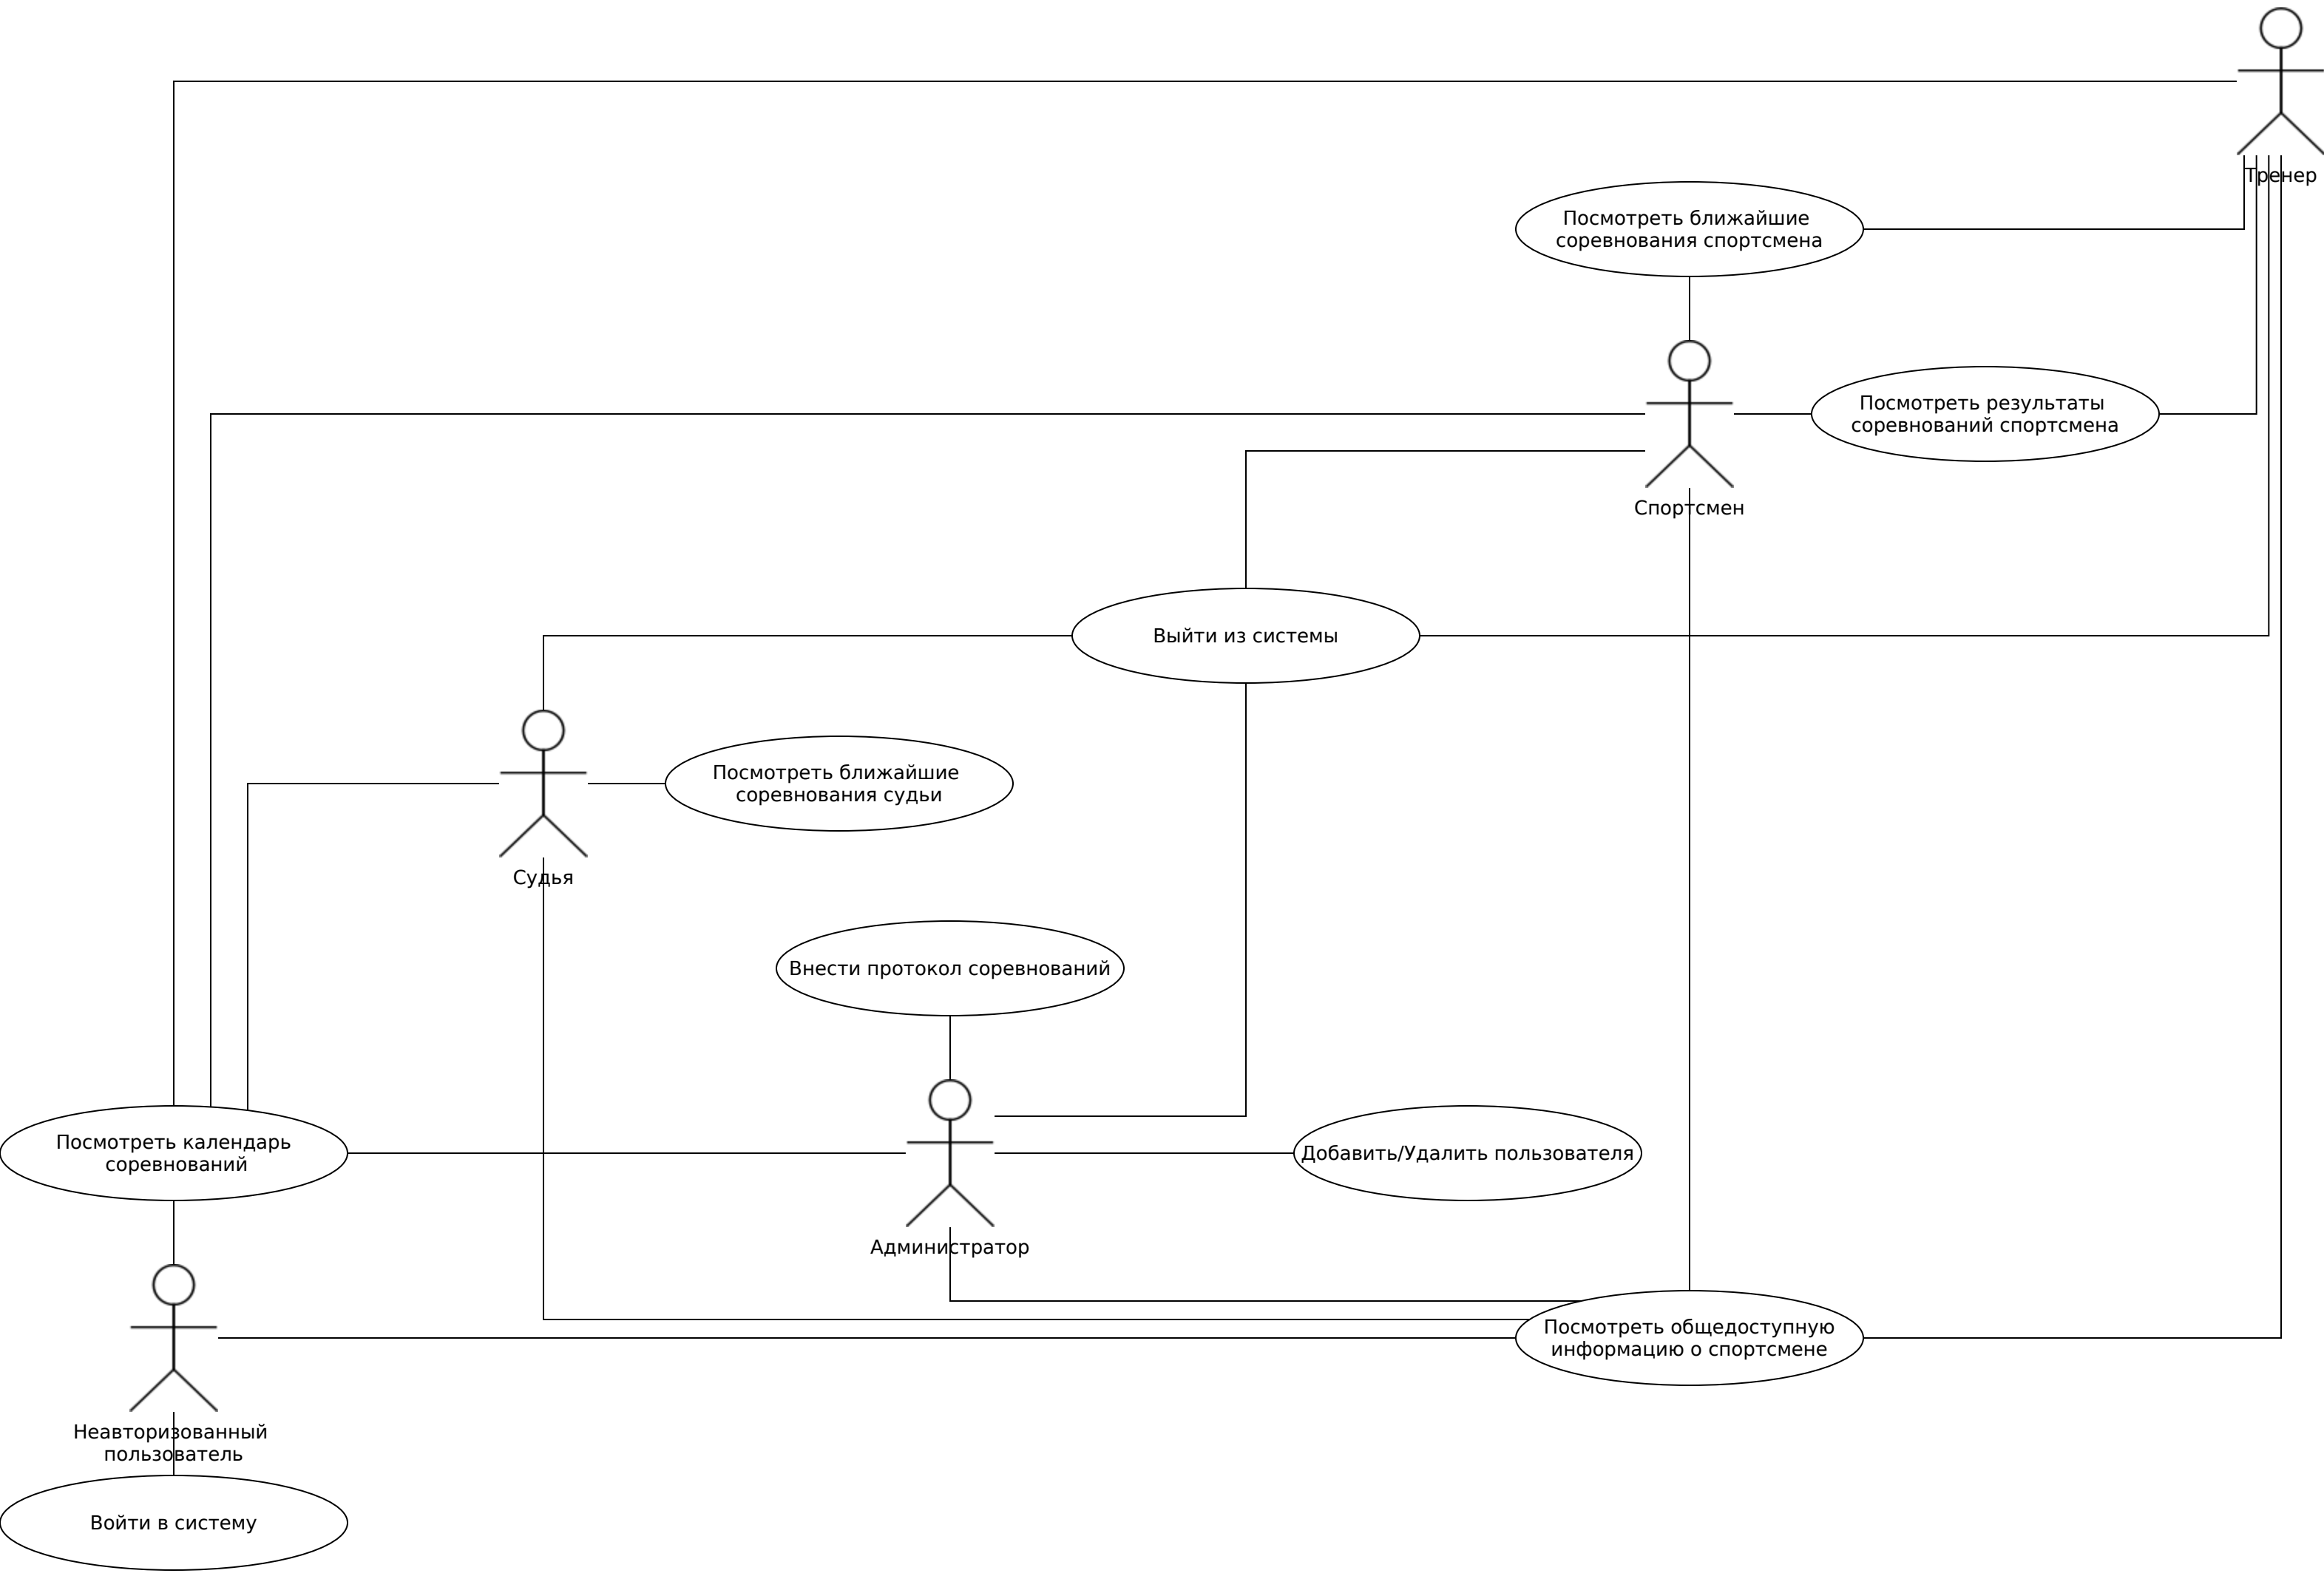 Тренер
Посмотреть ближайшие
соревнования спортсмена
Посмотреть результаты
соревнований спортсмена
Спортсмен
Выйти из системы
Посмотреть ближайшие
соревнования судьи
Судья
Внести протокол соревнований
Посмотреть календарь
соревнований
Добавить/Удалить пользователя
Администратор
Посмотреть общедоступную
информацию о спортсмене
Неавторизованный
пользователь
Войти в систему